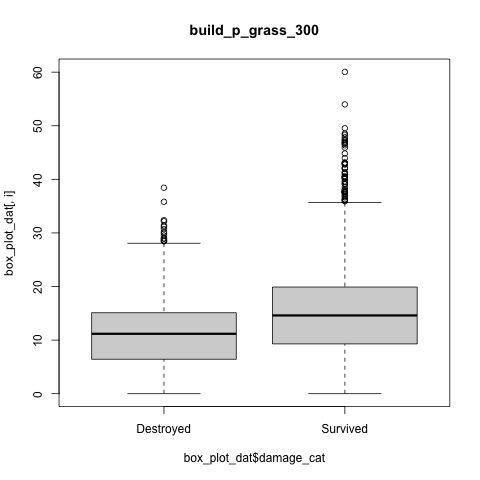 build_p_grass_300
box_plot_dat[, i]
60
50
40
30
20
10
0
Destroyed
Survived
box_plot_dat$damage_cat